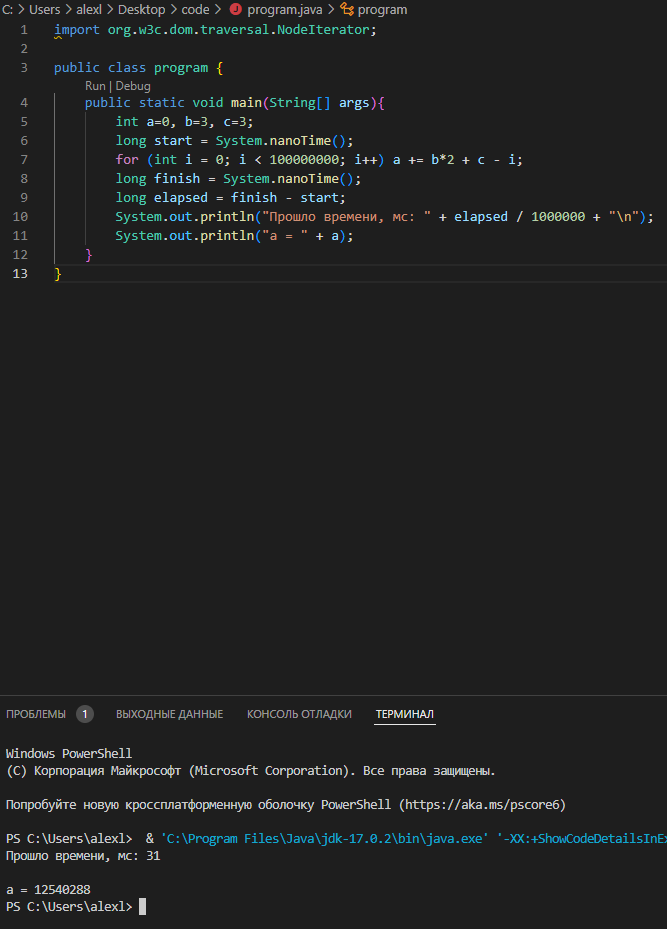 C: > Users > alexl > Desktop > code > J program.java > program
1 import org.w3c.dom.traversal.NodeIterator;
2
3 public class program {
Run | Debug
4 public static void main(String[] args){
5 int a=0, b=3, c=3;
6 long start = System.nanoTime();
7 for (int i = 0; i < 100000000; i++) a += b*2 + c - i;
8 long finish = System.nanoTime();
9 long elapsed = finish - start;
10 System.out.println("Прошло времени, мс: " + elapsed / 1000000 + "\n");
11 System.out.println("a = " + a);
12 }
13 }
ПРОБЛЕМЫ 1 ВЫХОДНЫЕ ДАННЫЕ КОНСОЛЬ ОТЛАДКИ ТЕРМИНАЛ
Windows PowerShell
(C) Корпорация Майкрософт (Microsoft Corporation). Все права защищены.
Попробуйте новую кроссплатформенную оболочку PowerShell (https://aka.ms/pscore6)
PS C:\Users\alexl> & 'C:\Program Files\Java\jdk-17.0.2\bin\java.exe' '-XX:+ShowCodeDetailsInEx
Прошло времени, мс: 31
a = 12540288
PS C:\Users\alexl>